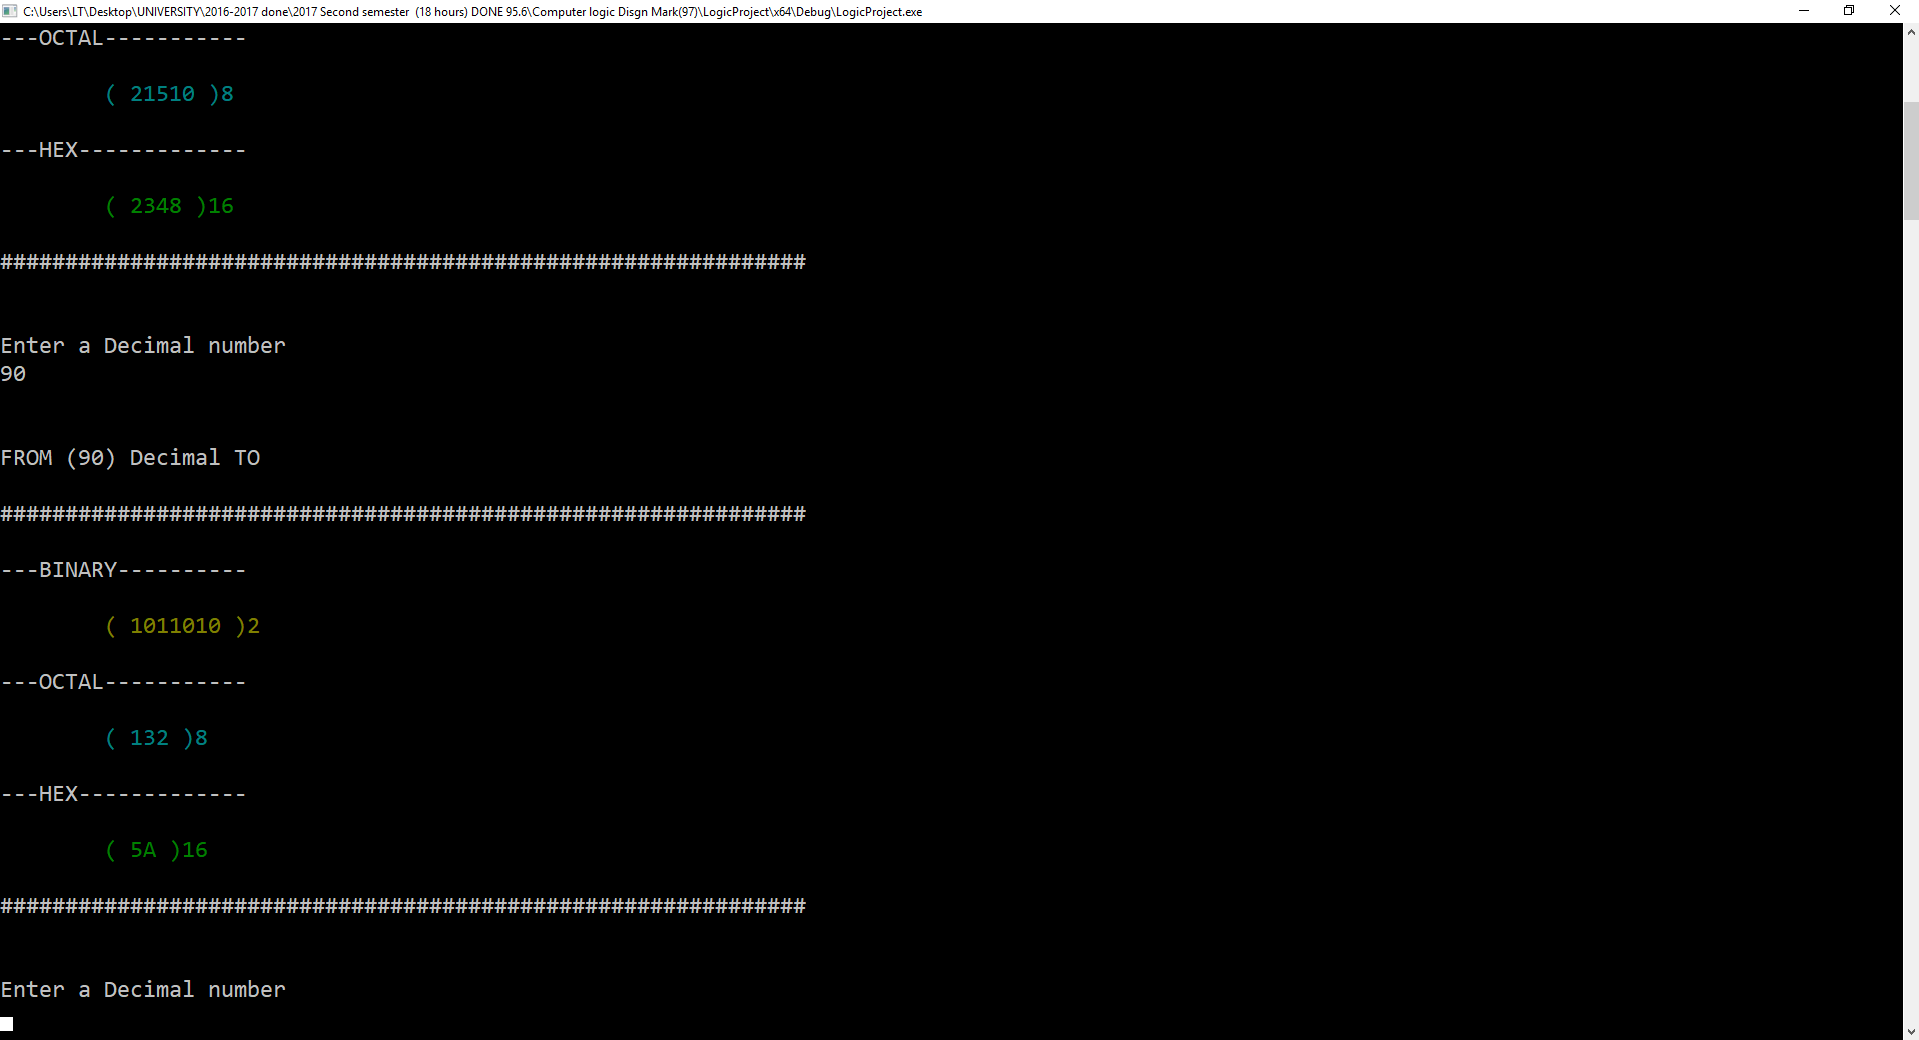 C:\Users\LT\Desktop\UNIVERSITY\2016-2017 done\2017 Second semester  (18 hours) DONE 95.6\Computer logic Disgn Mark(97)\LogicProject\x64\Debug\LogicProject.exe
---OCTAL-----------
( 21510 )8
---HEX-------------
( 2348 )16
##############################################################
Enter a Decimal number
90
FROM (90) Decimal TO
##############################################################
---BINARY----------
( 1011010 )2
---OCTAL-----------
( 132 )8
---HEX-------------
( 5A )16
##############################################################
Enter a Decimal number